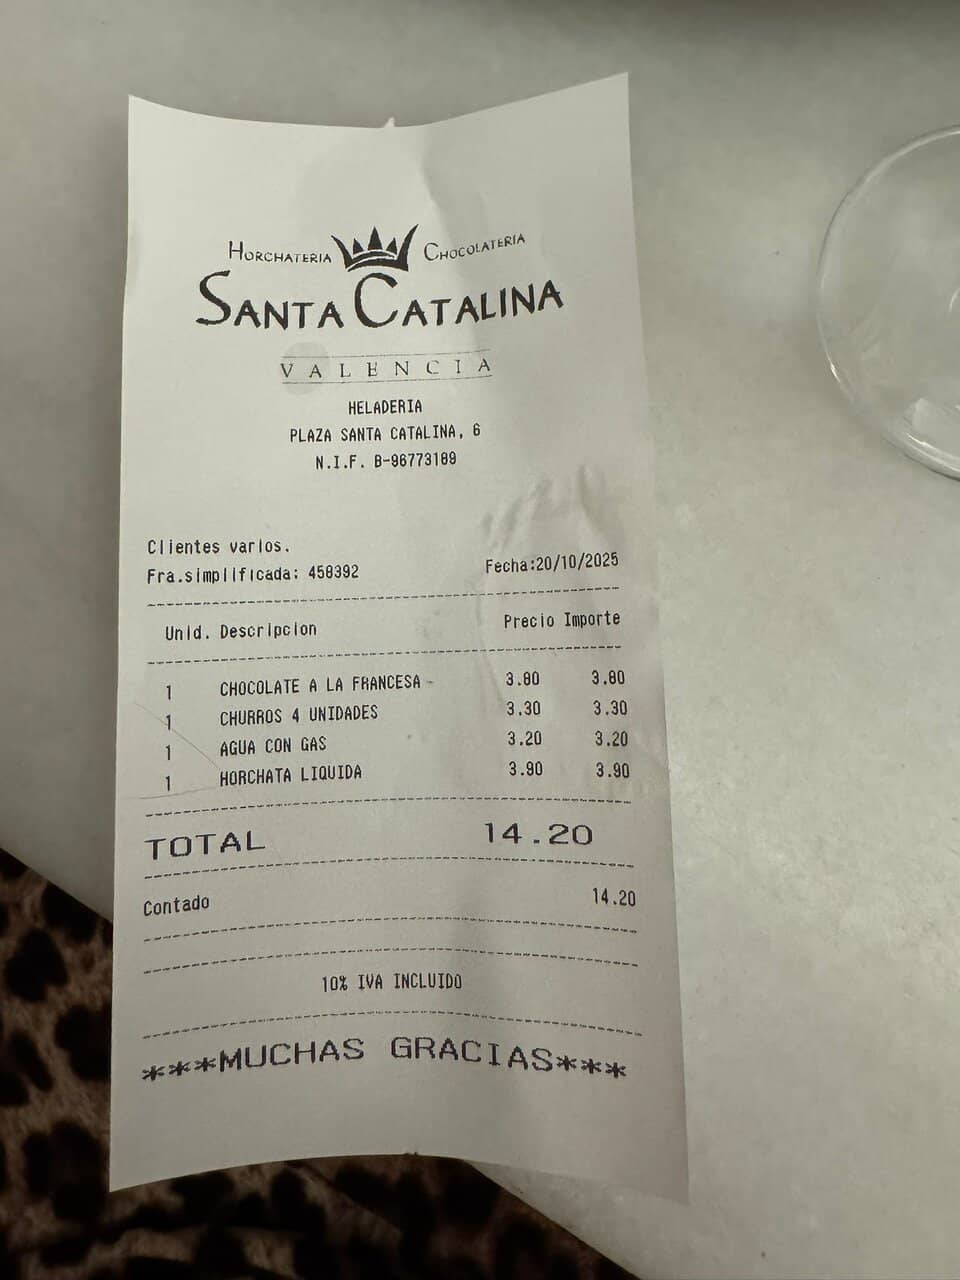 HORCHATERIA CHOCOLATERIA
SANTA CATALINA
VALENCIA
HELADERIA
PLAZA SANTA CATALINA, 6
N.I.F. B-96773189
Clientes varios.
Fra.simplificada: 458392 Fecha:20/10/2025
Unid. Descripcion Precio Importe
1 CHOCOLATE A LA FRANCESA 3.80 3.80
1 CHURROS 4 UNIDADES 3.30 3.30
1 AGUA CON GAS 3.20 3.20
1 HORCHATA LIQUIDA 3.90 3.90
TOTAL 14.20
Contado 14.20
10% IVA INCLUIDO
***MUCHAS GRACIAS***